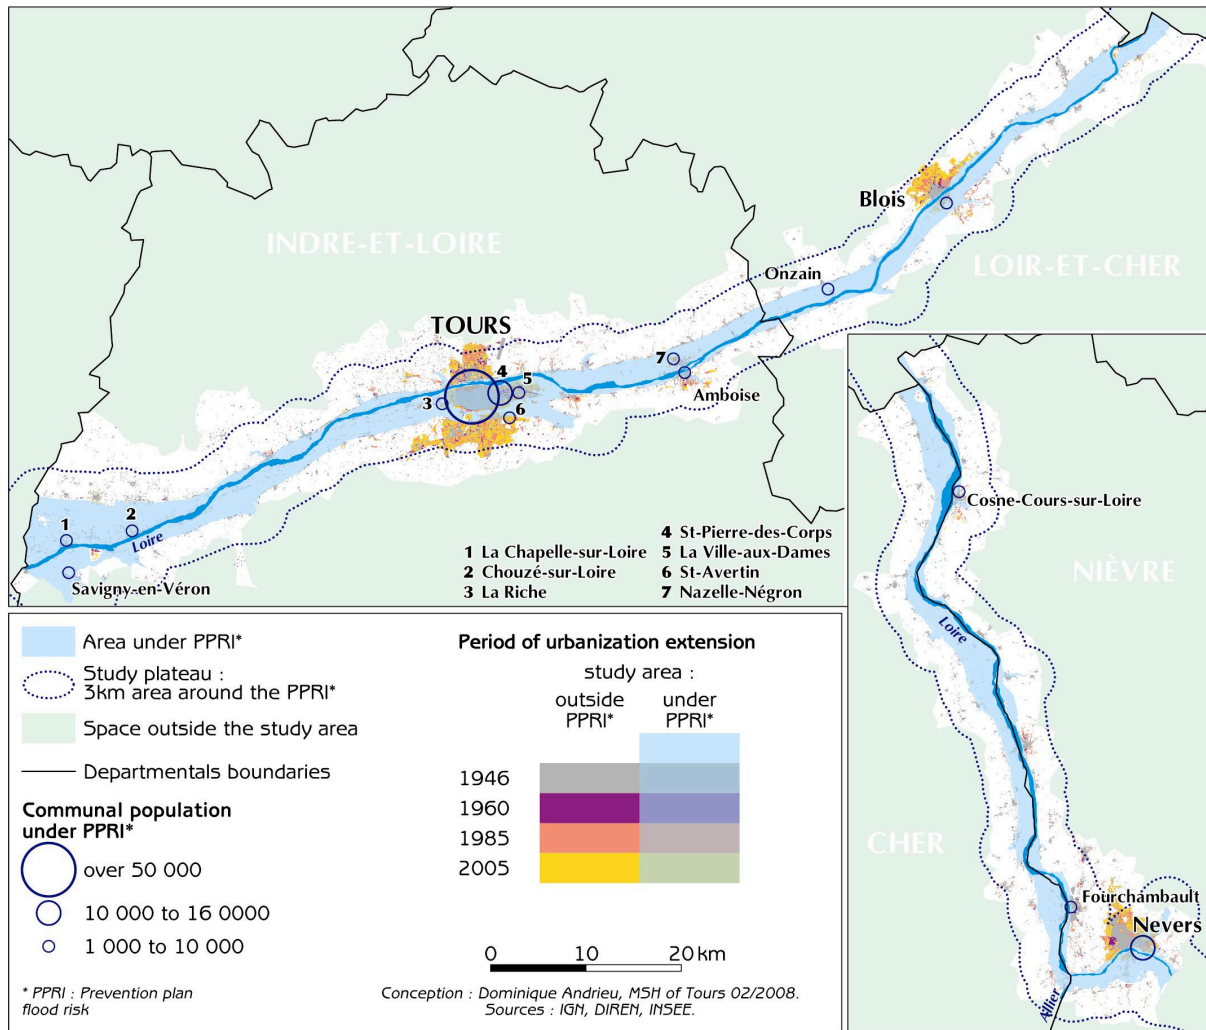 INDRE-ET-LOIRE
TOURS
Blois
LOIR-ET-CHER
Onzain
7
Amboise
4
5
3
6
1
2
Loire
Savigny-en-Véron
1 La Chapelle-sur-Loire
2 Chouzé-sur-Loire
3 La Riche
4 St-Pierre-des-Corps
5 La Ville-aux-Dames
6 St-Avertin
7 Nazelle-Négron
Cosne-Cours-sur-Loire
NIÈVRE
Loire
CHER
Fourchambault
Nevers
Allier
Area under PPRI*
Study plateau :
3km area around the PPRI*
Space outside the study area
Departmentals boundaries
Communal population
under PPRI*
over 50 000
10 000 to 16 0000
1 000 to 10 000
* PPRI : Prevention plan
flood risk
Period of urbanization extension
study area :
outside under
PPRI* PPRI*
1946
1960
1985
2005
0 10 20 km
Conception : Dominique Andrieu, MSH of Tours 02/2008.
Sources : IGN, DIREN, INSEE.